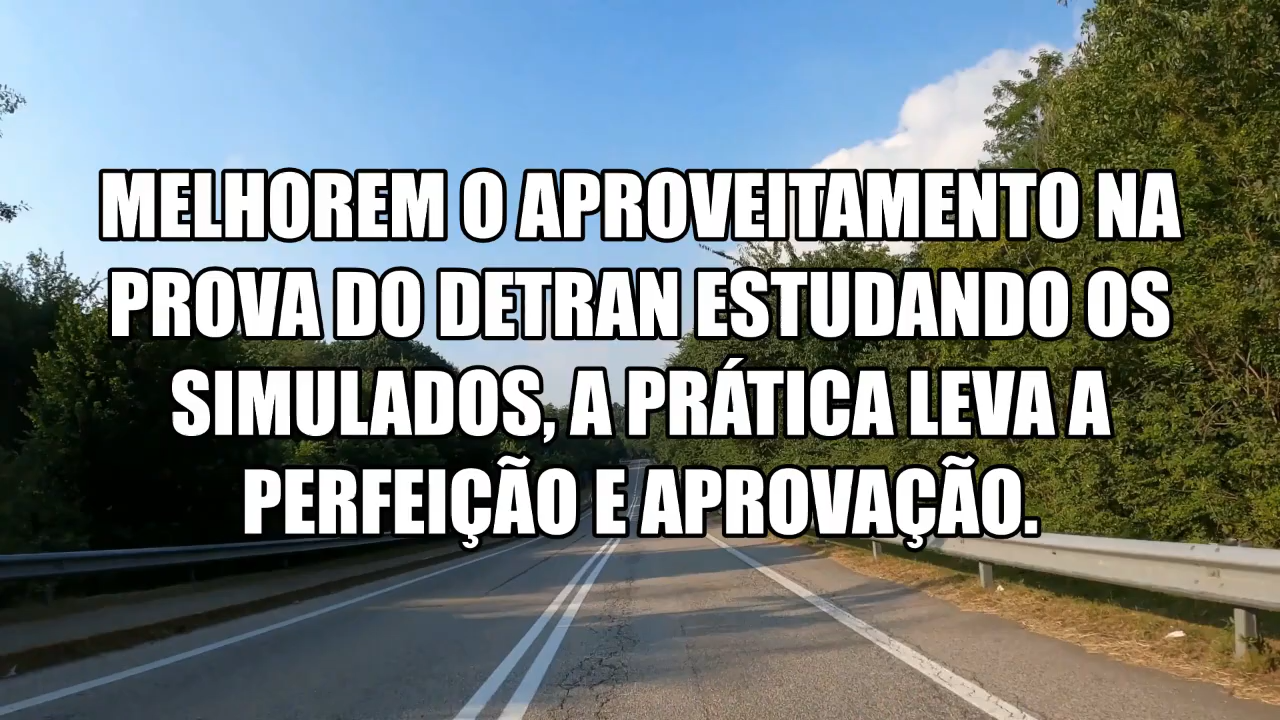 MELHOREM O APROVEITAMENTO NA
PROVA DO DETRAN ESTUDANDO OS
SIMULADOS, A PRÁTICA LEVA A
PERFEIÇÃO E APROVAÇÃO.